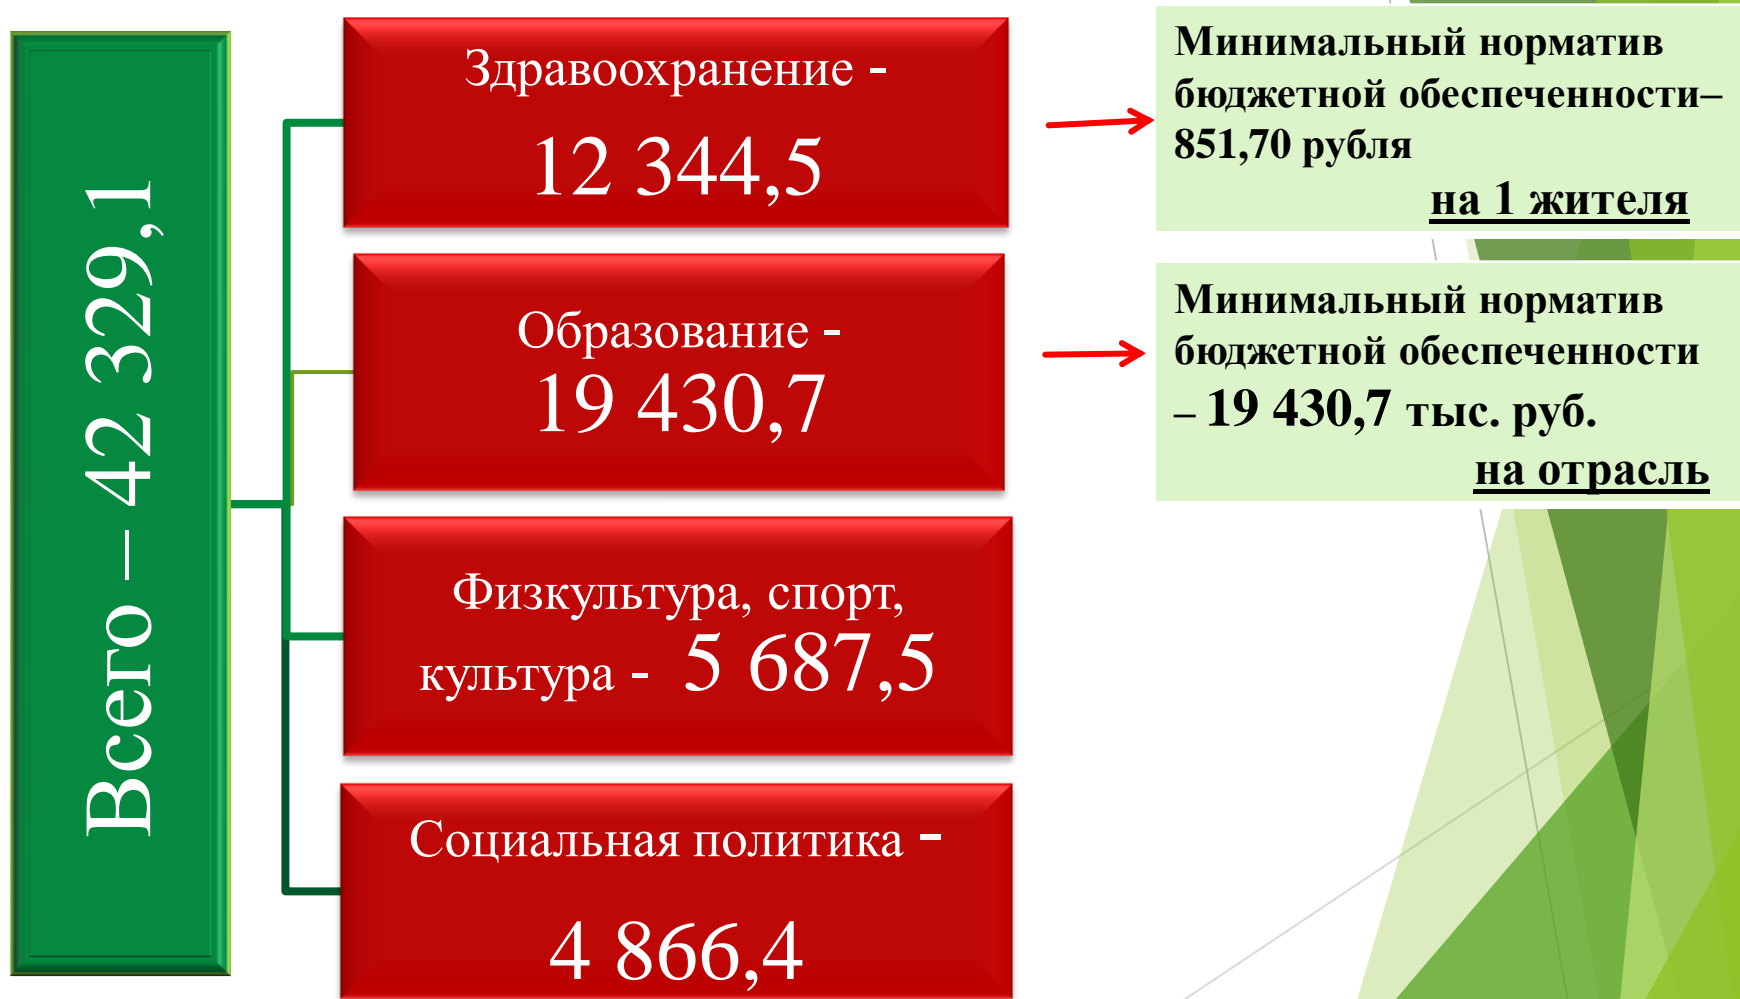 Всего – 42 329,1
Здравоохранение -
12 344,5
Минимальный норматив
бюджетной обеспеченности–
851,70 рубля
на 1 жителя
Образование -
19 430,7
Минимальный норматив
бюджетной обеспеченности
– 19 430,7 тыс. руб.
на отрасль
Физкультура, спорт,
культура - 5 687,5
Социальная политика -
4 866,4